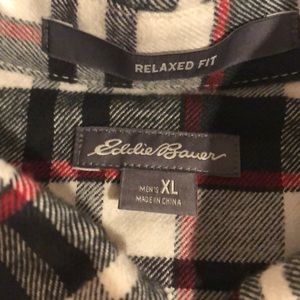 RELAXED FIT
Eddie Bauer
MEN'S XL
MADE IN CHINA